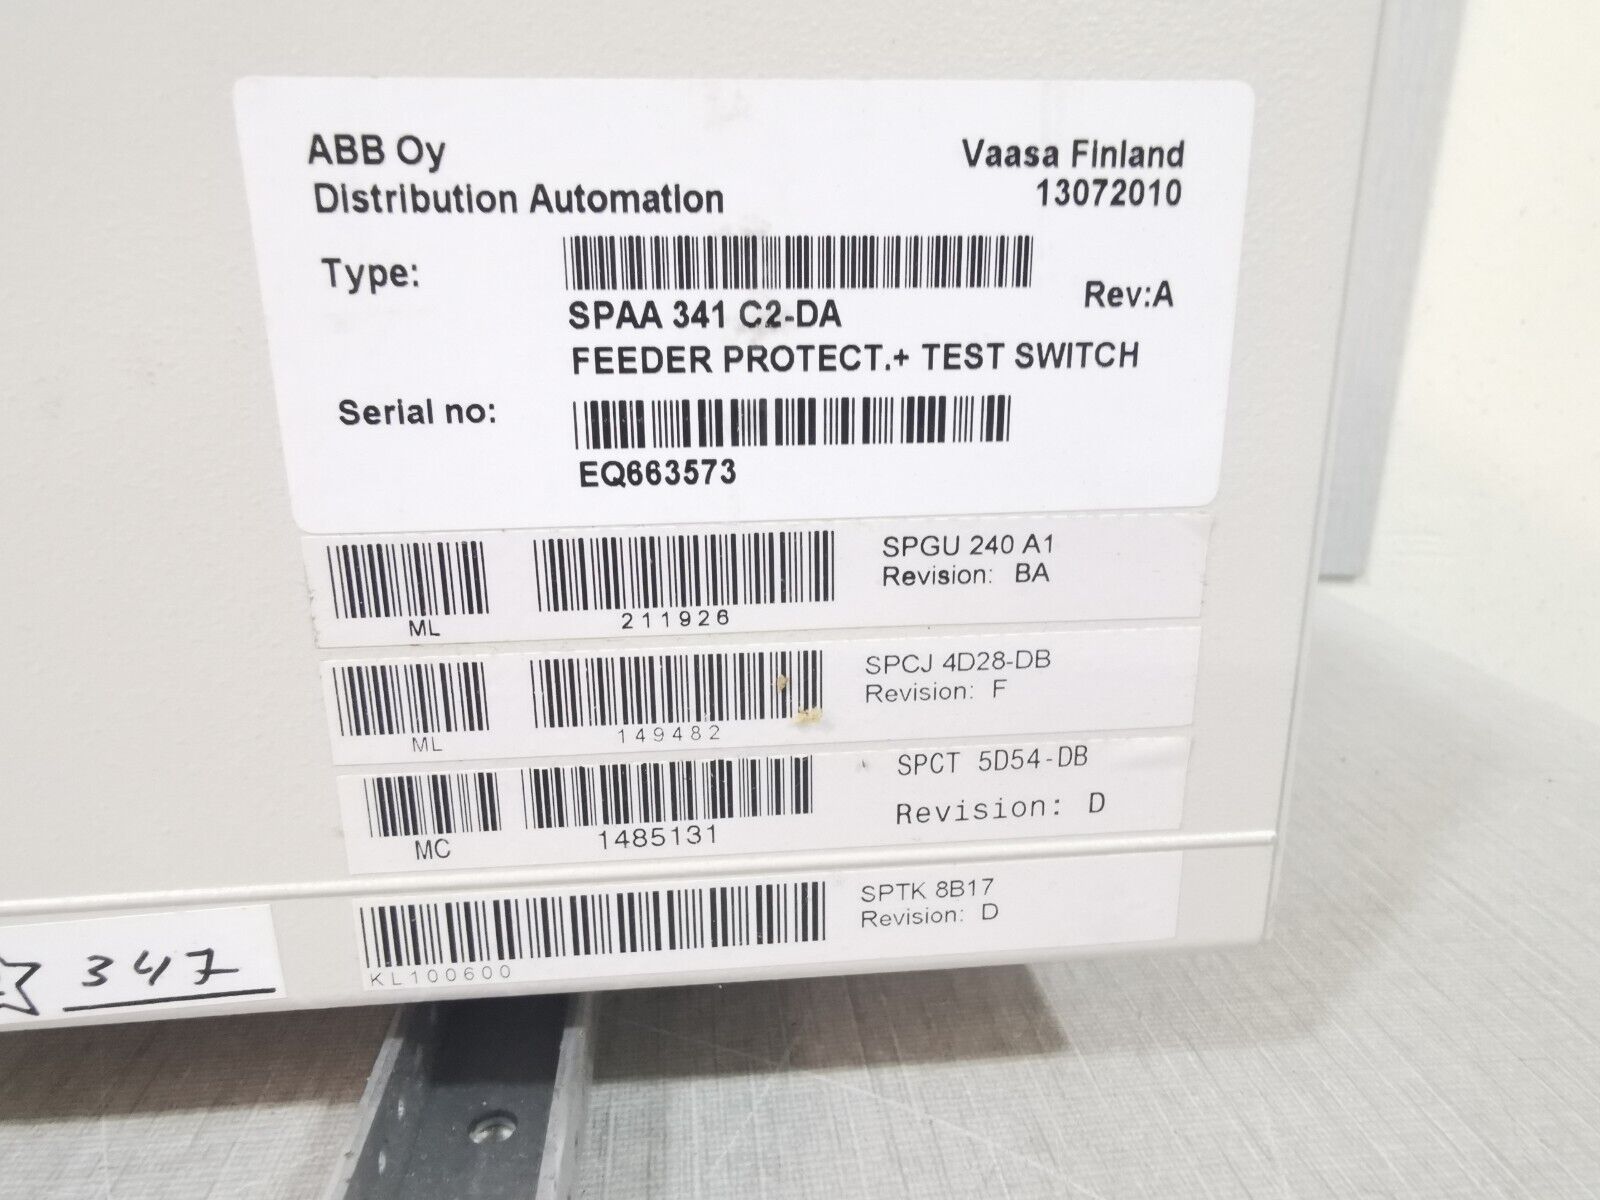 ABB Oy
Vaasa Finland
Distribution Automation
13072010
Type:
Rev:A
SPAA 341 C2-DA
FEEDER PROTECT.+ TEST SWITCH
Serial no:
EQ663573
SPGU 240 A1
Revision: BA
ML
211926
SPCJ 4D28-DB
Revision: F
ML
149482
SPCT 5D54-DB
Revision: D
MC
1485131
SPTK 8B17
Revision: D
KL100600
347